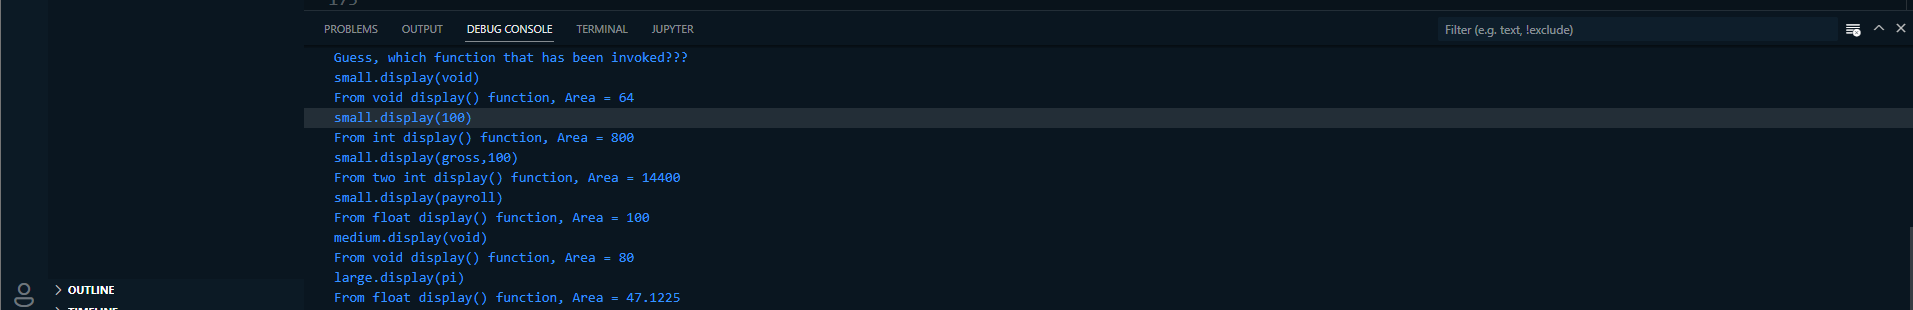 PROBLEMS OUTPUT DEBUG CONSOLE TERMINAL JUPYTER Filter (e.g. text, !exclude)
Guess, which function that has been invoked???
small.display(void)
From void display() function, Area = 64
small.display(100)
From int display() function, Area = 800
small.display(gross,100)
From two int display() function, Area = 14400
small.display(payroll)
From float display() function, Area = 100
medium.display(void)
From void display() function, Area = 80
large.display(pi)
OUTLINE
From float display() function, Area = 47.1225